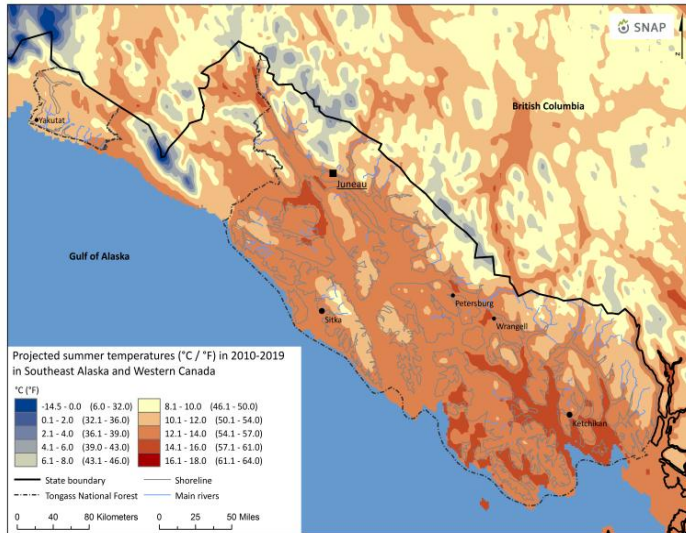 SNAP
British Columbia
Yakutat
Juneau
Gulf of Alaska
Petersburg
Sitka
Wrangell
Ketchikan
Projected summer temperatures (°C / °F) in 2010-2019
in Southeast Alaska and Western Canada
°C (°F)
-14.5 - 0.0 (6.0 - 32.0) 8.1 - 10.0 (46.1 - 50.0)
0.1 - 2.0 (32.1 - 36.0) 10.1 - 12.0 (50.1 - 54.0)
2.1 - 4.0 (36.1 - 39.0) 12.1 - 14.0 (54.1 - 57.0)
4.1 - 6.0 (39.0 - 43.0) 14.1 - 16.0 (57.1 - 61.0)
6.1 - 8.0 (43.1 - 46.0) 16.1 - 18.0 (61.1 - 64.0)
State boundary Shoreline
Tongass National Forest Main rivers
0 20 40 80 Kilometers 0 12.5 25 50 Miles